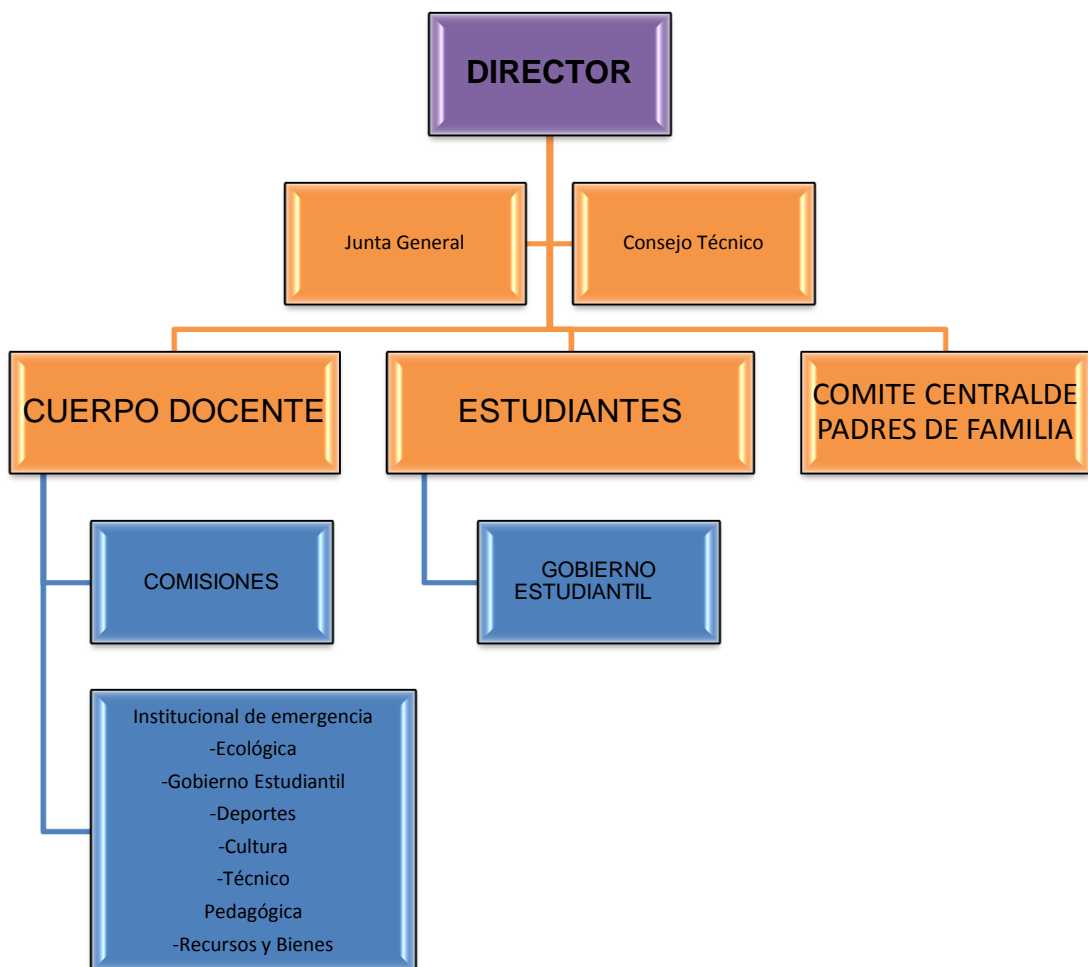 DIRECTOR
Junta General
Consejo Técnico
CUERPO DOCENTE
ESTUDIANTES
COMITE CENTRALDE
PADRES DE FAMILIA
COMISIONES
GOBIERNO
ESTUDIANTIL
Institucional de emergencia
-Ecológica
-Gobierno Estudiantil
-Deportes
-Cultura
-Técnico
Pedagógica
-Recursos y Bienes